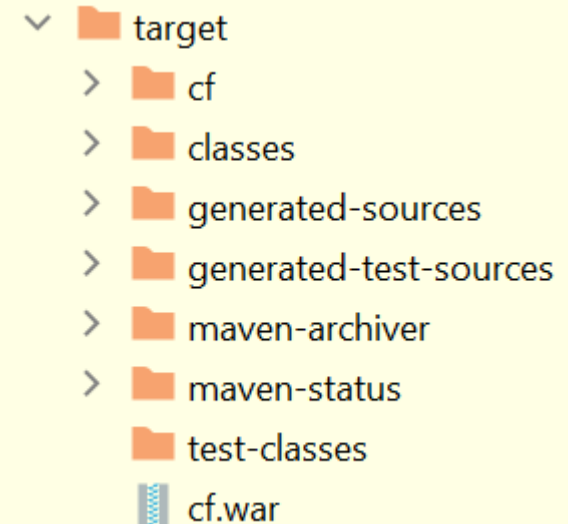 target
cf
classes
generated-sources
generated-test-sources
maven-archiver
maven-status
test-classes
cf.war